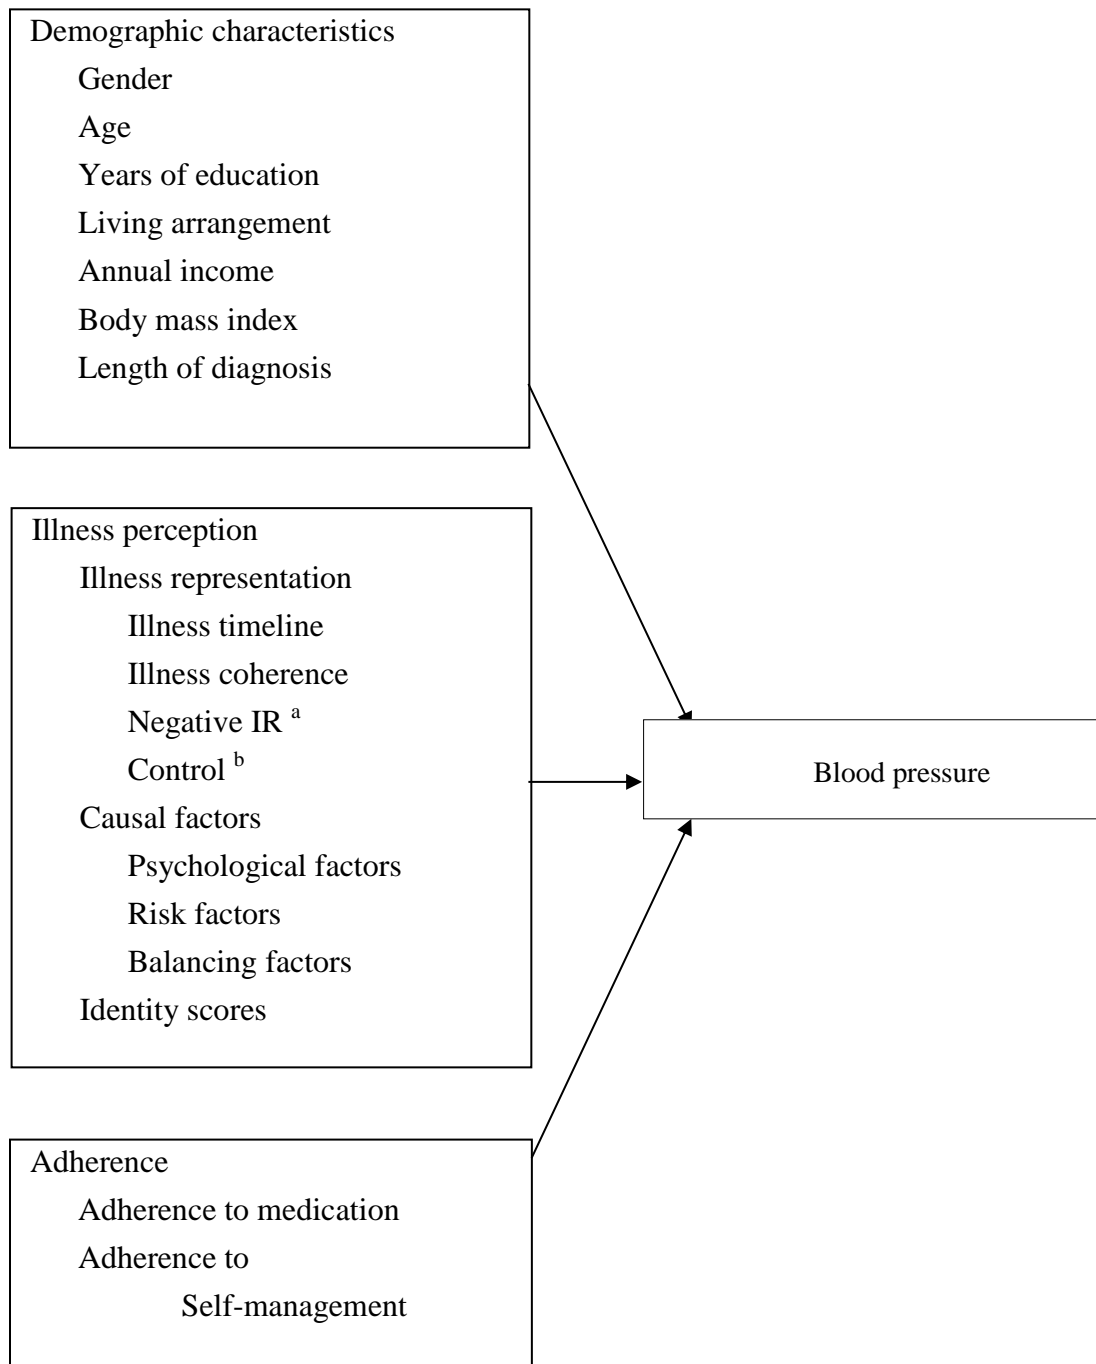 Demographic characteristics
Gender
Age
Years of education
Living arrangement
Annual income
Body mass index
Length of diagnosis
Illness perception
Illness representation
Illness timeline
Illness coherence
Negative IR a
Control b
Causal factors
Psychological factors
Risk factors
Balancing factors
Identity scores
Blood pressure
Adherence
Adherence to medication
Adherence to
Self-management